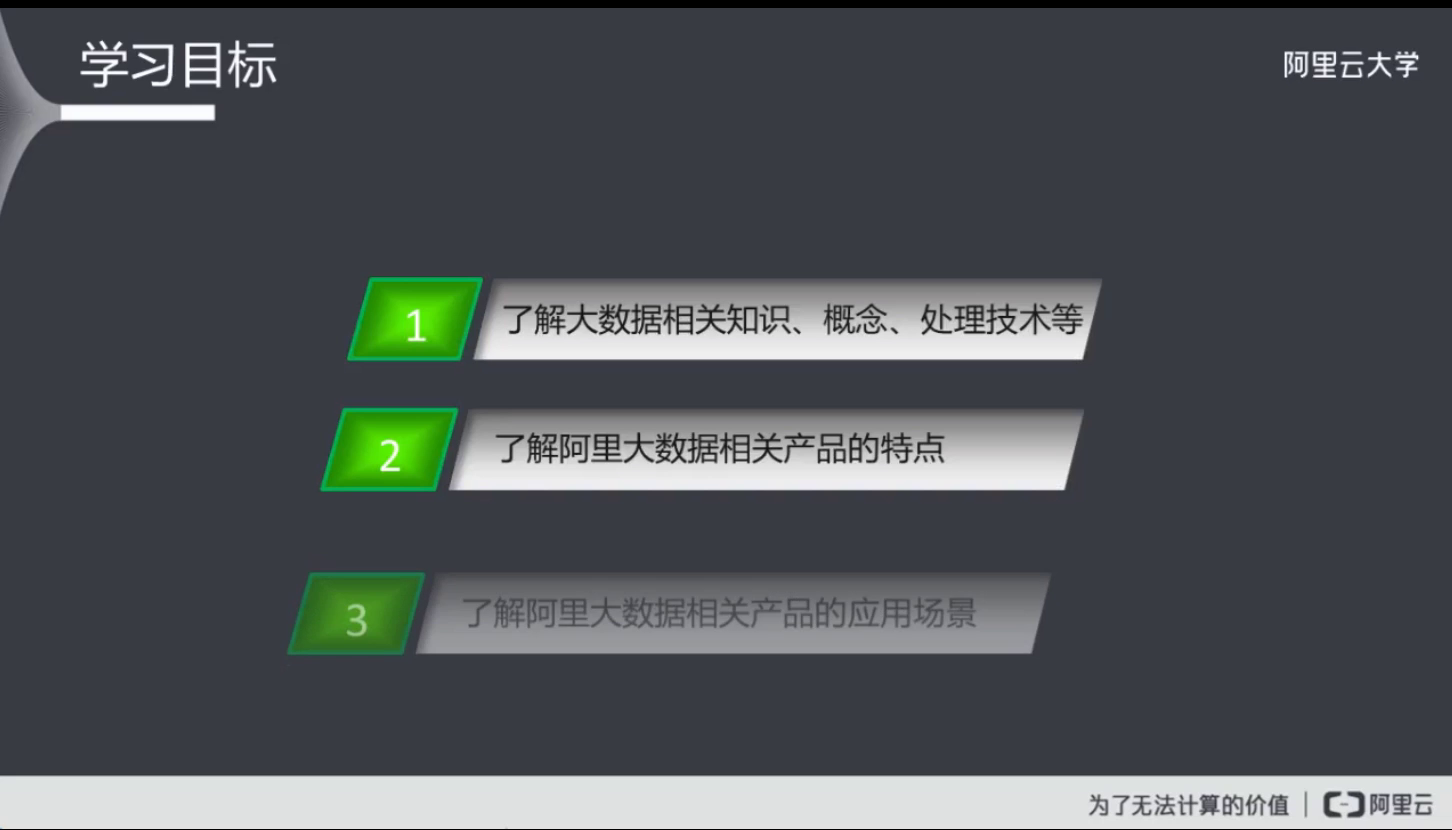 学习目标
阿里云大学
1
了解大数据相关知识、概念、处理技术等
2
了解阿里大数据相关产品的特点
3
了解阿里大数据相关产品的应用场景
为了无法计算的价值 | 阿里云